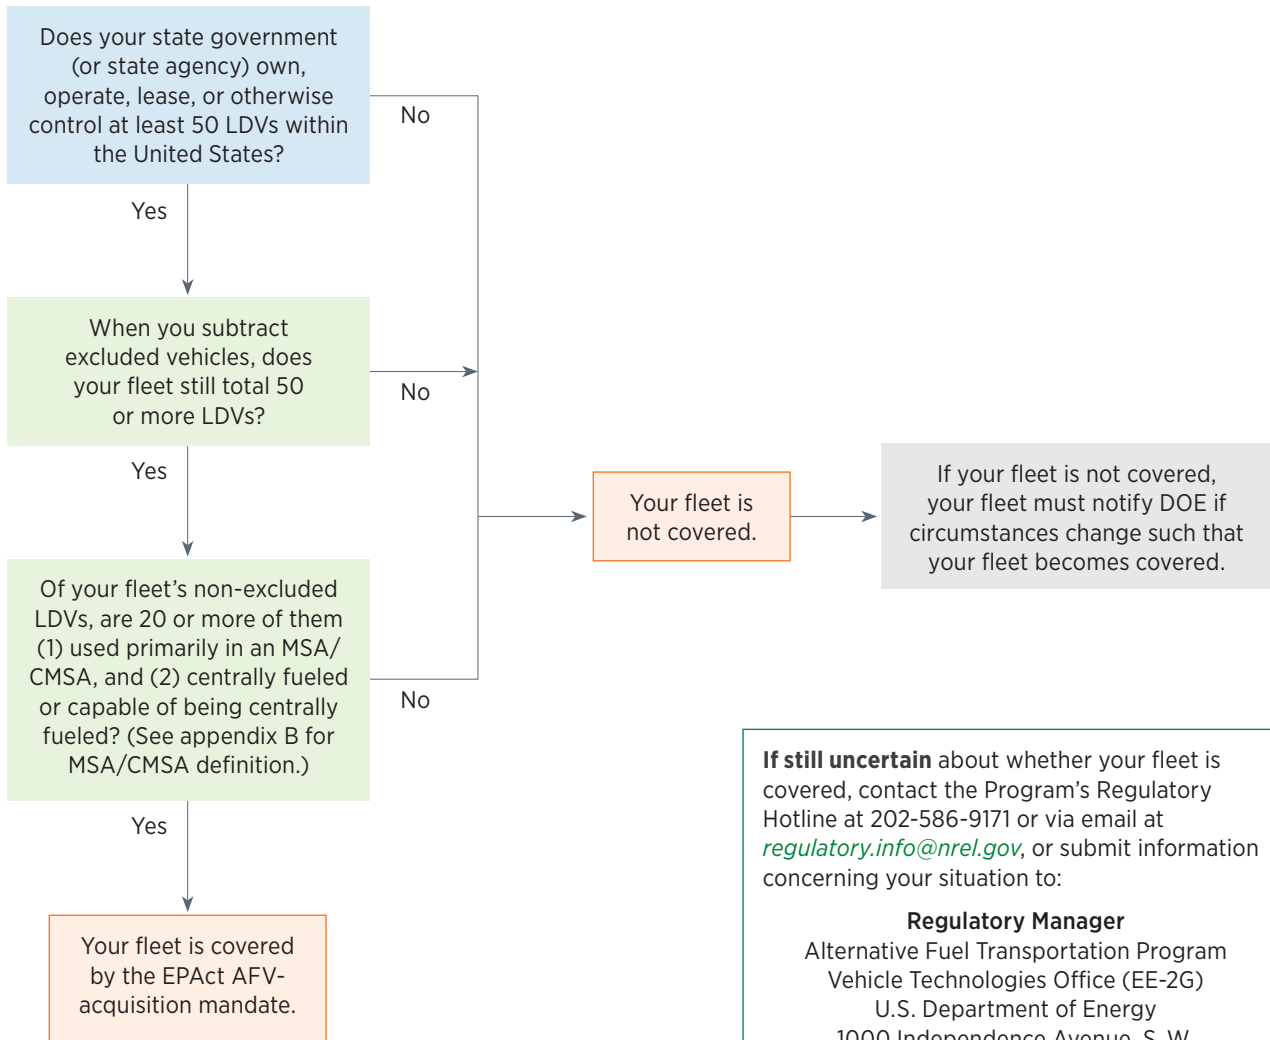 Does your state government
(or state agency) own,
operate, lease, or otherwise
control at least 50 LDVs within
the United States?
No
Yes
When you subtract
excluded vehicles, does
your fleet still total 50
or more LDVs?
No
Yes
Of your fleet's non-excluded
LDVs, are 20 or more of them
(1) used primarily in an MSA/
CMSA, and (2) centrally fueled
or capable of being centrally
fueled? (See appendix B for
MSA/CMSA definition.)
No
Yes
Your fleet is covered
by the EPAct AFV-
acquisition mandate.
Your fleet is
not covered.
If your fleet is not covered,
your fleet must notify DOE if
circumstances change such that
your fleet becomes covered.
If still uncertain about whether your fleet is
covered, contact the Program's Regulatory
Hotline at 202-586-9171 or via email at
regulatory.info@nrel.gov, or submit information
concerning your situation to:
Regulatory Manager
Alternative Fuel Transportation Program
Vehicle Technologies Office (EE-2G)
U.S. Department of Energy
1000 Independence Avenue, S.W.